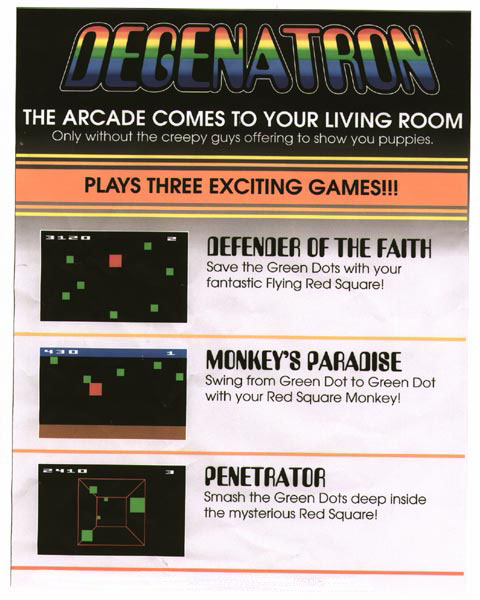 DEGENATRON
THE ARCADE COMES TO YOUR LIVING ROOM
Only without the creepy guys offering to show you puppies.
PLAYS THREE EXCITING GAMES!!!
3120 2
DEFENDER OF THE FAITH
Save the Green Dots with your
fantastic Flying Red Square!
430 1
MONKEY'S PARADISE
Swing from Green Dot to Green Dot
with your Red Square Monkey!
2410 3
PENETRATOR
Smash the Green Dots deep inside
the mysterious Red Square!